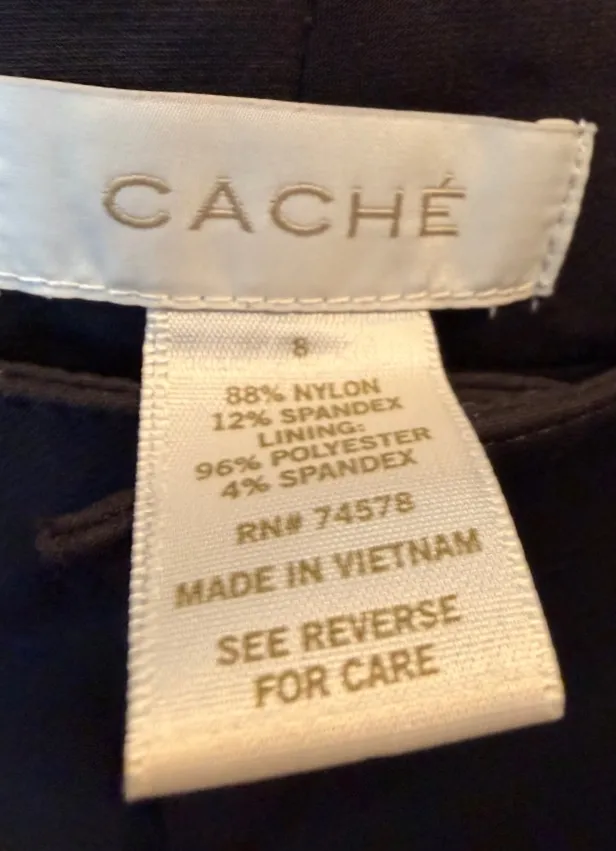 CACHÉ
8
88% NYLON
12% SPANDEX
LINING:
96% POLYESTER
4% SPANDEX
RN# 74578
MADE IN VIETNAM
SEE REVERSE
FOR CARE